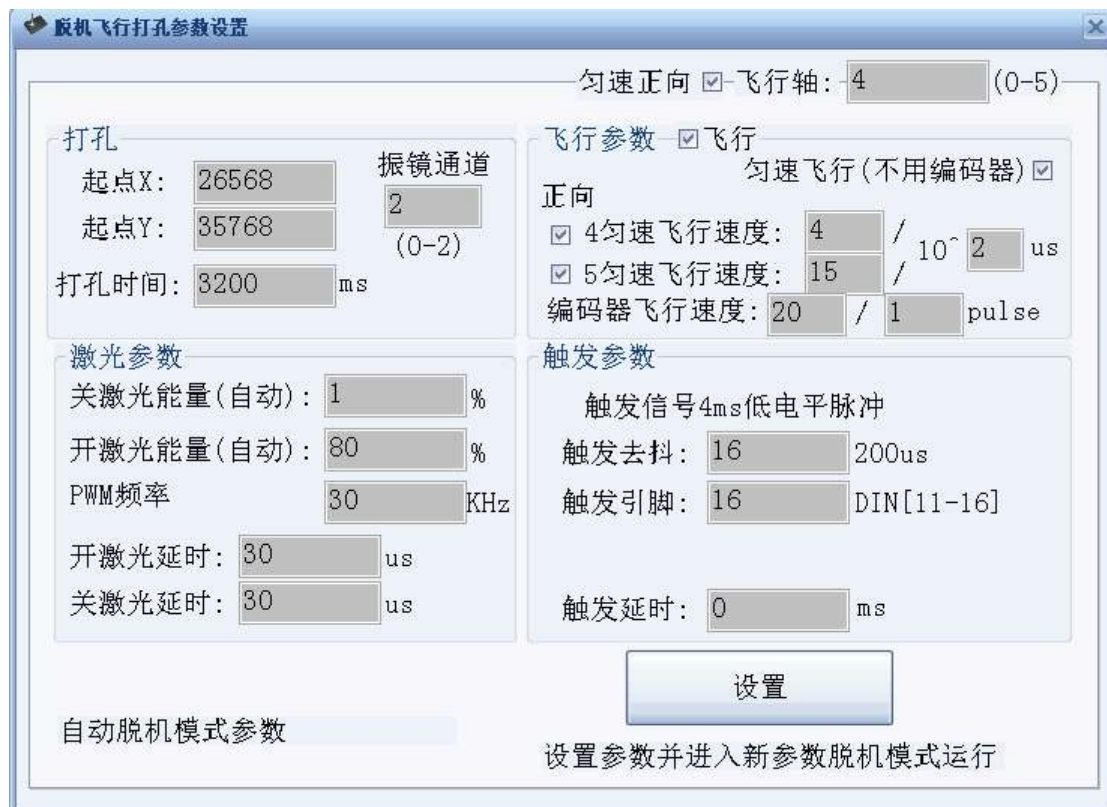 脱机飞行打孔参数设置
匀速正向 飞行轴: 4 (0-5)
打孔
起点X: 26568
起点Y: 35768
振镜通道
2
(0-2)
打孔时间: 3200 ms
飞行参数 飞行
匀速飞行(不用编码器)
正向
4匀速飞行速度: 4 /
5匀速飞行速度: 15 /
10^ 2 us
编码器飞行速度: 20 / 1 pulse
激光参数
关激光能量(自动): 1 %
开激光能量(自动): 80 %
PWM频率 30 KHz
开激光延时: 30 us
关激光延时: 30 us
触发参数
触发信号4ms低电平脉冲
触发去抖: 16 200us
触发引脚: 16 DIN[11-16]
触发延时: 0 ms
设置
自动脱机模式参数
设置参数并进入新参数脱机模式运行